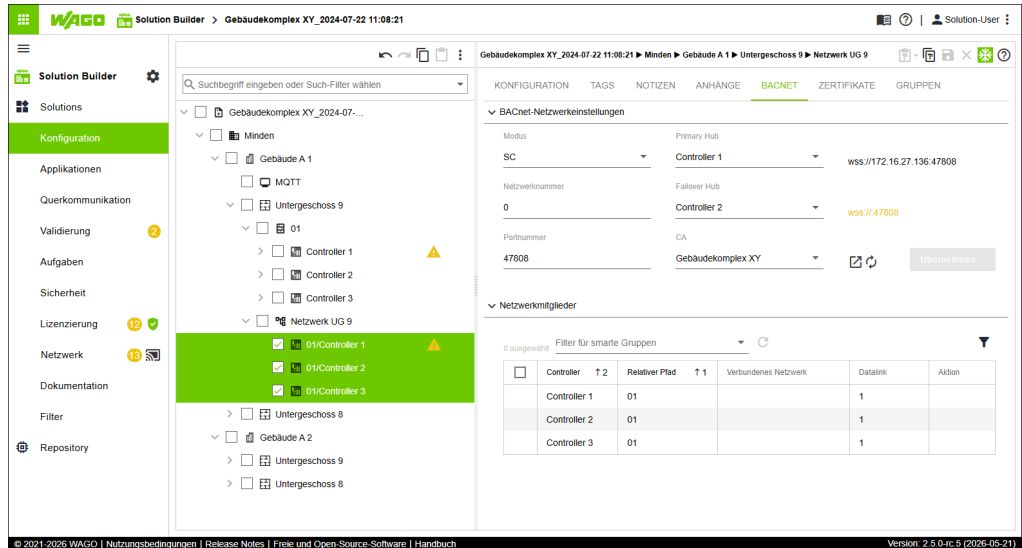 WAGO Solution Builder > Gebäudekomplex XY_2024-07-22 11:08:21
Solution-User
Solution Builder
Solutions
Konfiguration
Applikationen
Querkommunikation
Validierung 2
Aufgaben
Sicherheit
Lizenzierung 12
Netzwerk 13
Dokumentation
Filter
Repository
Suchbegriff eingeben oder Such-Filter wählen
Gebäudekomplex XY_2024-07-...
Minden
Gebäude A 1
MQTT
Untergeschoss 9
01
Controller 1
Controller 2
Controller 3
Netzwerk UG 9
01/Controller 1
01/Controller 2
01/Controller 3
Untergeschoss 8
Gebäude A 2
Untergeschoss 9
Untergeschoss 8
Gebäudekomplex XY_2024-07-22 11:08:21 ▶ Minden ▶ Gebäude A 1 ▶ Untergeschoss 9 ▶ Netzwerk UG 9
KONFIGURATION TAGS NOTIZEN ANHÄNGE BACNET ZERTIFIKATE GRUPPEN
BACnet-Netzwerkeinstellungen
Modus Primary Hub
SC Controller 1 wss://172.16.27.136:47808
Netzwerknummer Failover Hub
0 Controller 2 wss://:47808
Portnummer CA
47808 Gebäudekomplex XY Übernehmen...
Netzwerkmitglieder
0 ausgewählt Filter für smarte Gruppen
Controller ↑ 2 Relativer Pfad ↑ 1 Verbundenes Netzwerk Datalink Aktion
Controller 1 01 1
Controller 2 01 1
Controller 3 01 1
© 2021-2026 WAGO | Nutzungsbedingungen | Release Notes | Freie und Open-Source-Software | Handbuch Version: 2.5.0-rc.5 (2026-05-21)